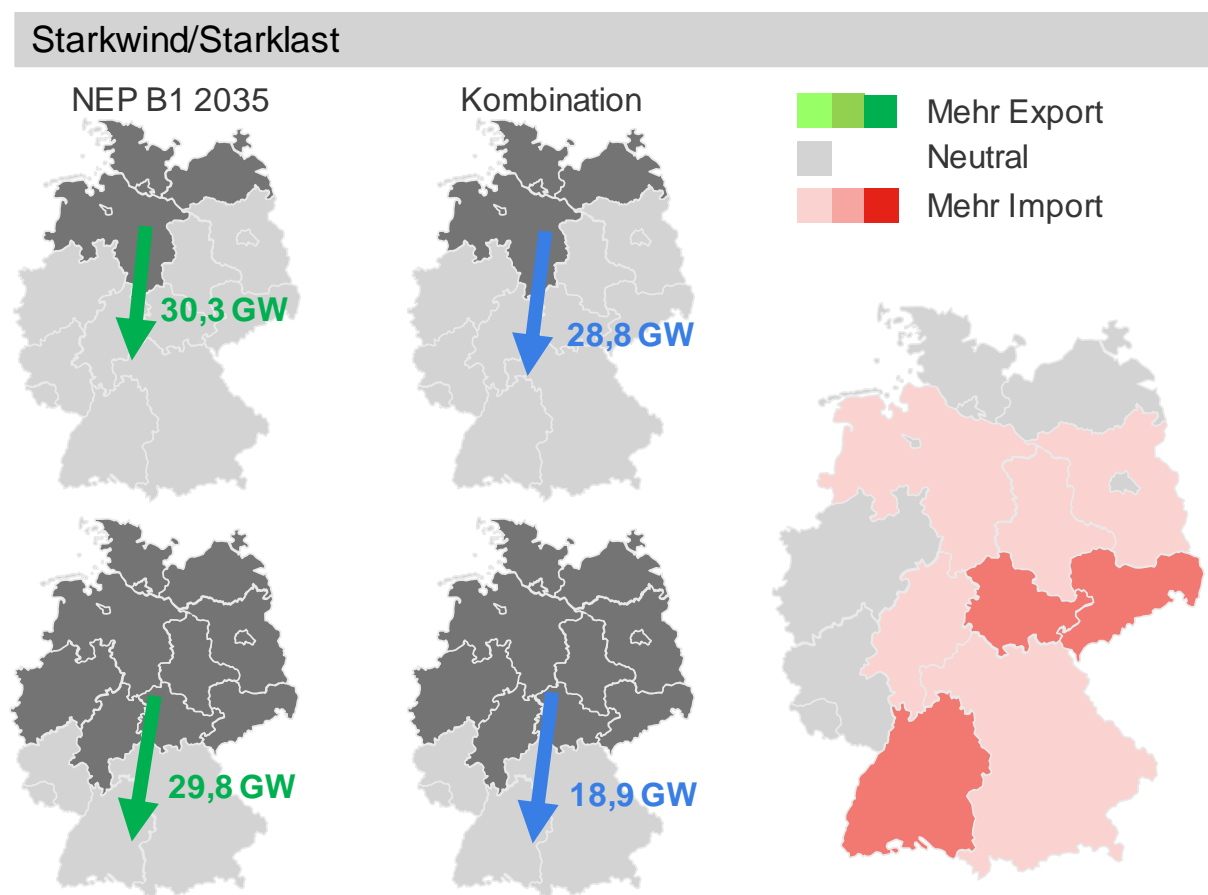 Starkwind/Starklast
NEP B1 2035
Kombination
Mehr Export
Neutral
Mehr Import
30,3 GW
28,8 GW
29,8 GW
18,9 GW